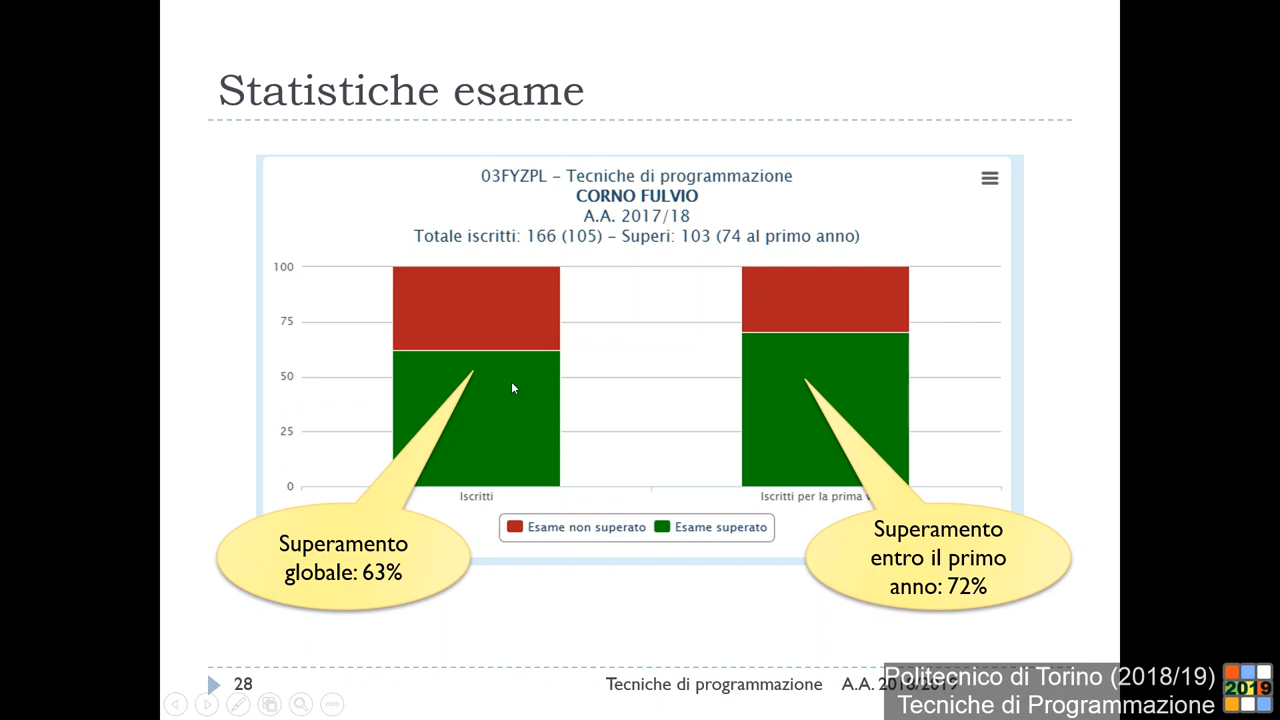 Statistiche esame
03FYZPL – Tecniche di programmazione
CORNO FULVIO
A.A. 2017/18
Totale iscritti: 166 (105) – Superi: 103 (74 al primo anno)
100
75
50
25
0
Iscritti
Iscritti per la prima
Esame non superato
Esame superato
Superamento
globale: 63%
Superamento
entro il primo
anno: 72%
28
Tecniche di programmazione
A.A. 2018/2019
Politecnico di Torino (2018/19)
Tecniche di Programmazione
2019